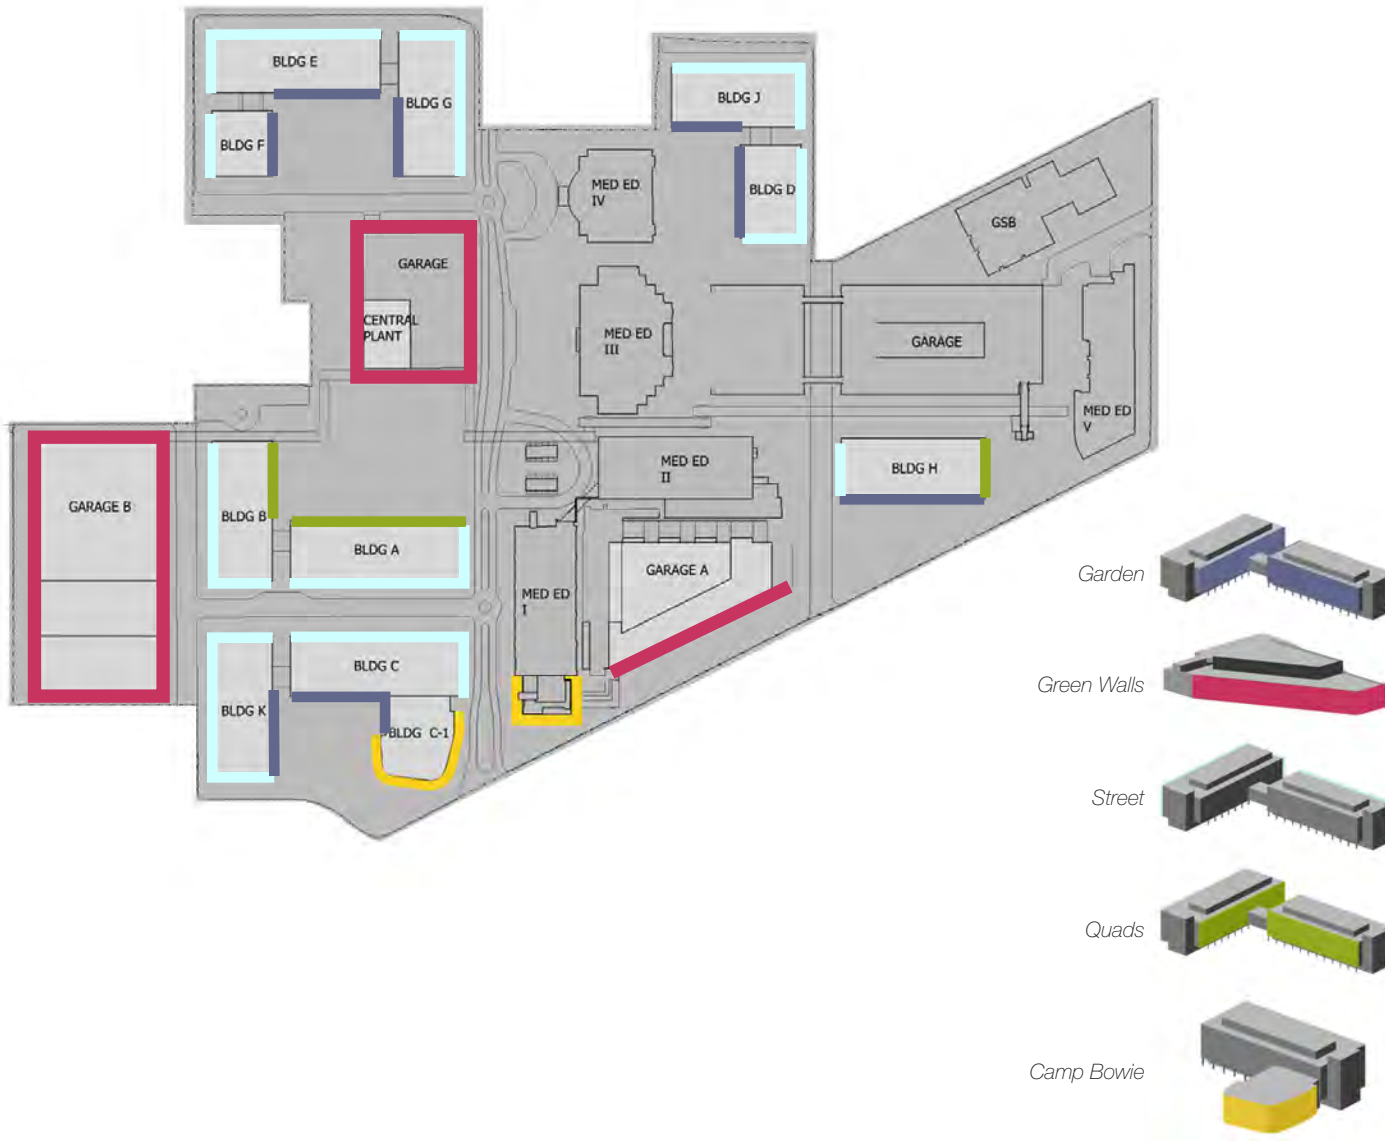 BLDG E
BLDG G
BLDG F
BLDG J
BLDG D
MED ED
IV
GSB
GARAGE
CENTRAL
PLANT
MED ED
III
GARAGE
MED ED
V
MED ED
II
BLDG H
GARAGE B
BLDG B
BLDG A
GARAGE A
MED ED
I
BLDG C
BLDG K
BLDG C-1
Garden
Green Walls
Street
Quads
Camp Bowie